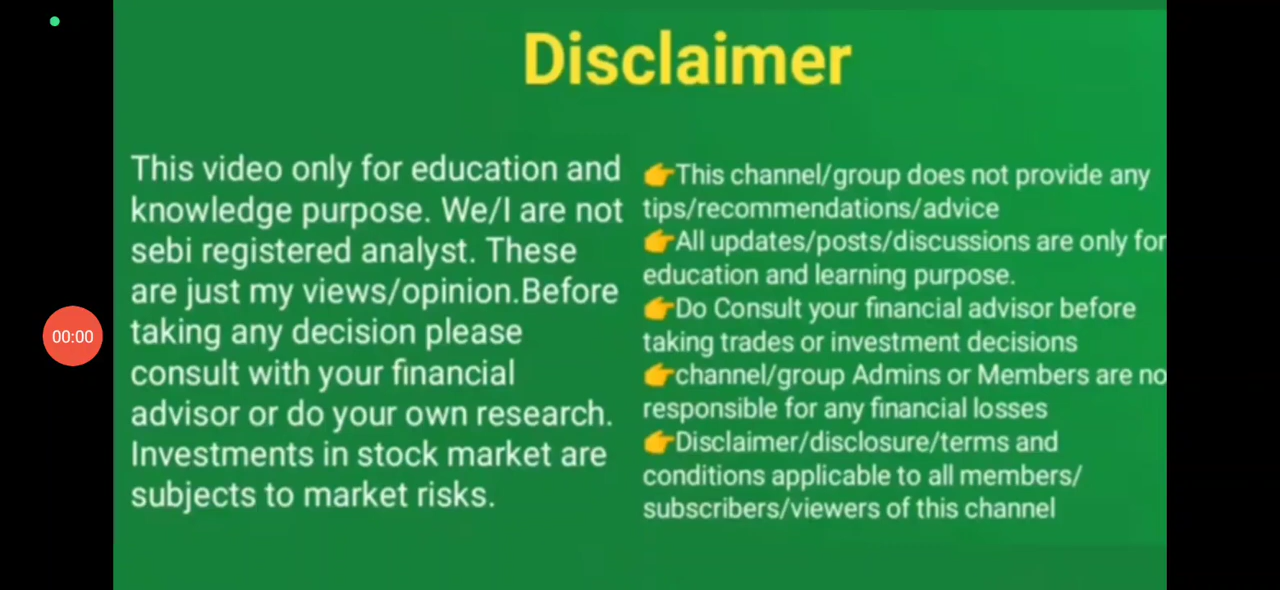 Disclaimer
This video only for education and
knowledge purpose. We/I are not
sebi registered analyst. These
are just my views/opinion.Before
taking any decision please
consult with your financial
advisor or do your own research.
Investments in stock market are
subjects to market risks.
👉This channel/group does not provide any
tips/recommendations/advice
👉All updates/posts/discussions are only for
education and learning purpose.
👉Do Consult your financial advisor before
taking trades or investment decisions
👉channel/group Admins or Members are no
responsible for any financial losses
👉Disclaimer/disclosure/terms and
conditions applicable to all members/
subscribers/viewers of this channel
00:00